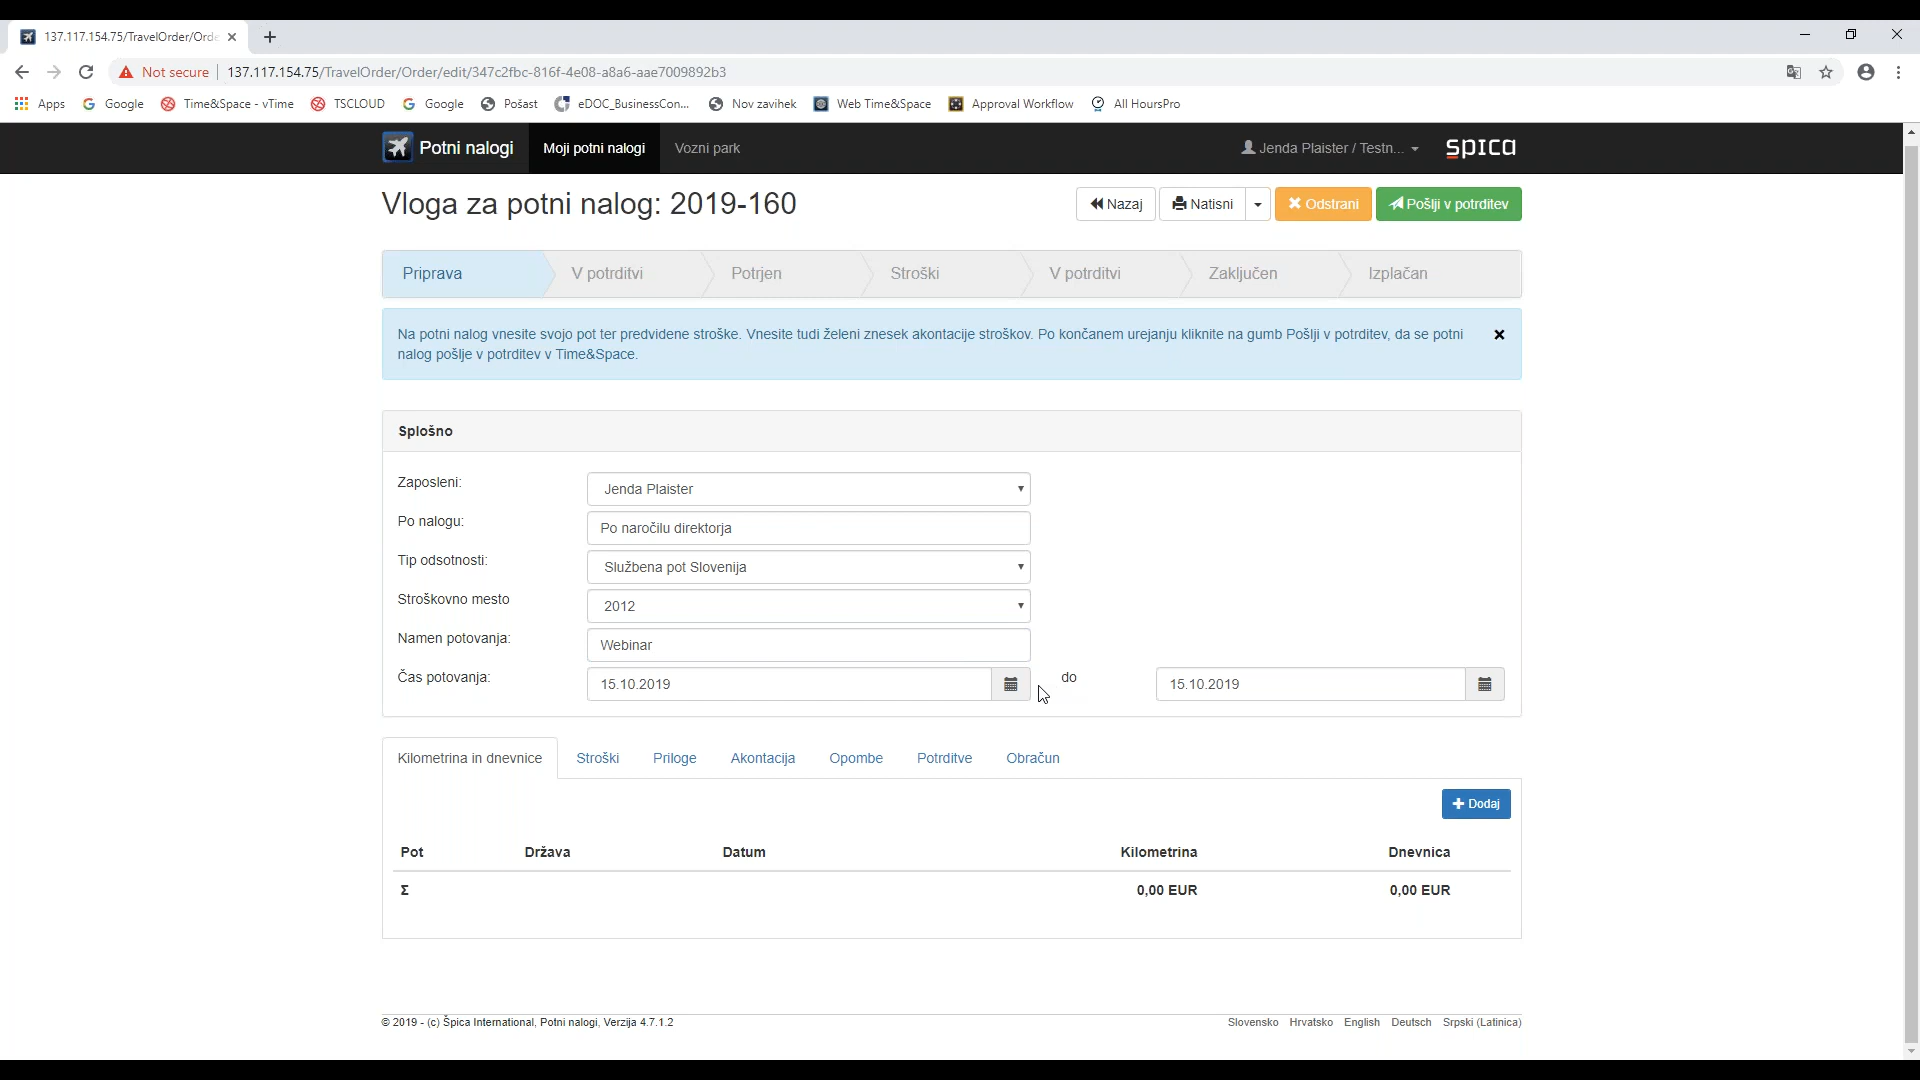 137.117.154.75/TravelOrder/Orde
Not secure
137.117.154.75/TravelOrder/Order/edit/347c2fbc-816f-4e08-a8a6-aae7009892b3
Apps Google Time&Space - vTime TSCLOUD Google Pošast eDOC_BusinessCon... Nov zavihek Web Time&Space Approval Workflow All HoursPro
Potni nalogi Moji potni nalogi Vozni park Jenda Plaister / Testn... spica
Vloga za potni nalog: 2019-160 Nazaj Natisni Odstrani Pošlji v potrditev
Priprava V potrditvi Potrjen Stroški V potrditvi Zaključen Izplačan
Na potni nalog vnesite svojo pot ter predvidene stroške. Vnesite tudi želeni znesek akontacije stroškov. Po končanem urejanju kliknite na gumb Pošlji v potrditev, da se potni
nalog pošlje v potrditev v Time&Space.
Splošno
Zaposleni: Jenda Plaister
Po nalogu: Po naročilu direktorja
Tip odsotnosti: Službena pot Slovenija
Stroškovno mesto 2012
Namen potovanja: Webinar
Čas potovanja: 15.10.2019 do 15.10.2019
Kilometrina in dnevnice Stroški Priloge Akontacija Opombe Potrditve Obračun
Dodaj
Pot Država Datum Kilometrina Dnevnica
Σ 0,00 EUR 0,00 EUR
© 2019 - (c) Špica International, Potni nalogi, Verzija 4.7.1.2 Slovensko Hrvatsko English Deutsch Srpski (Latinica)